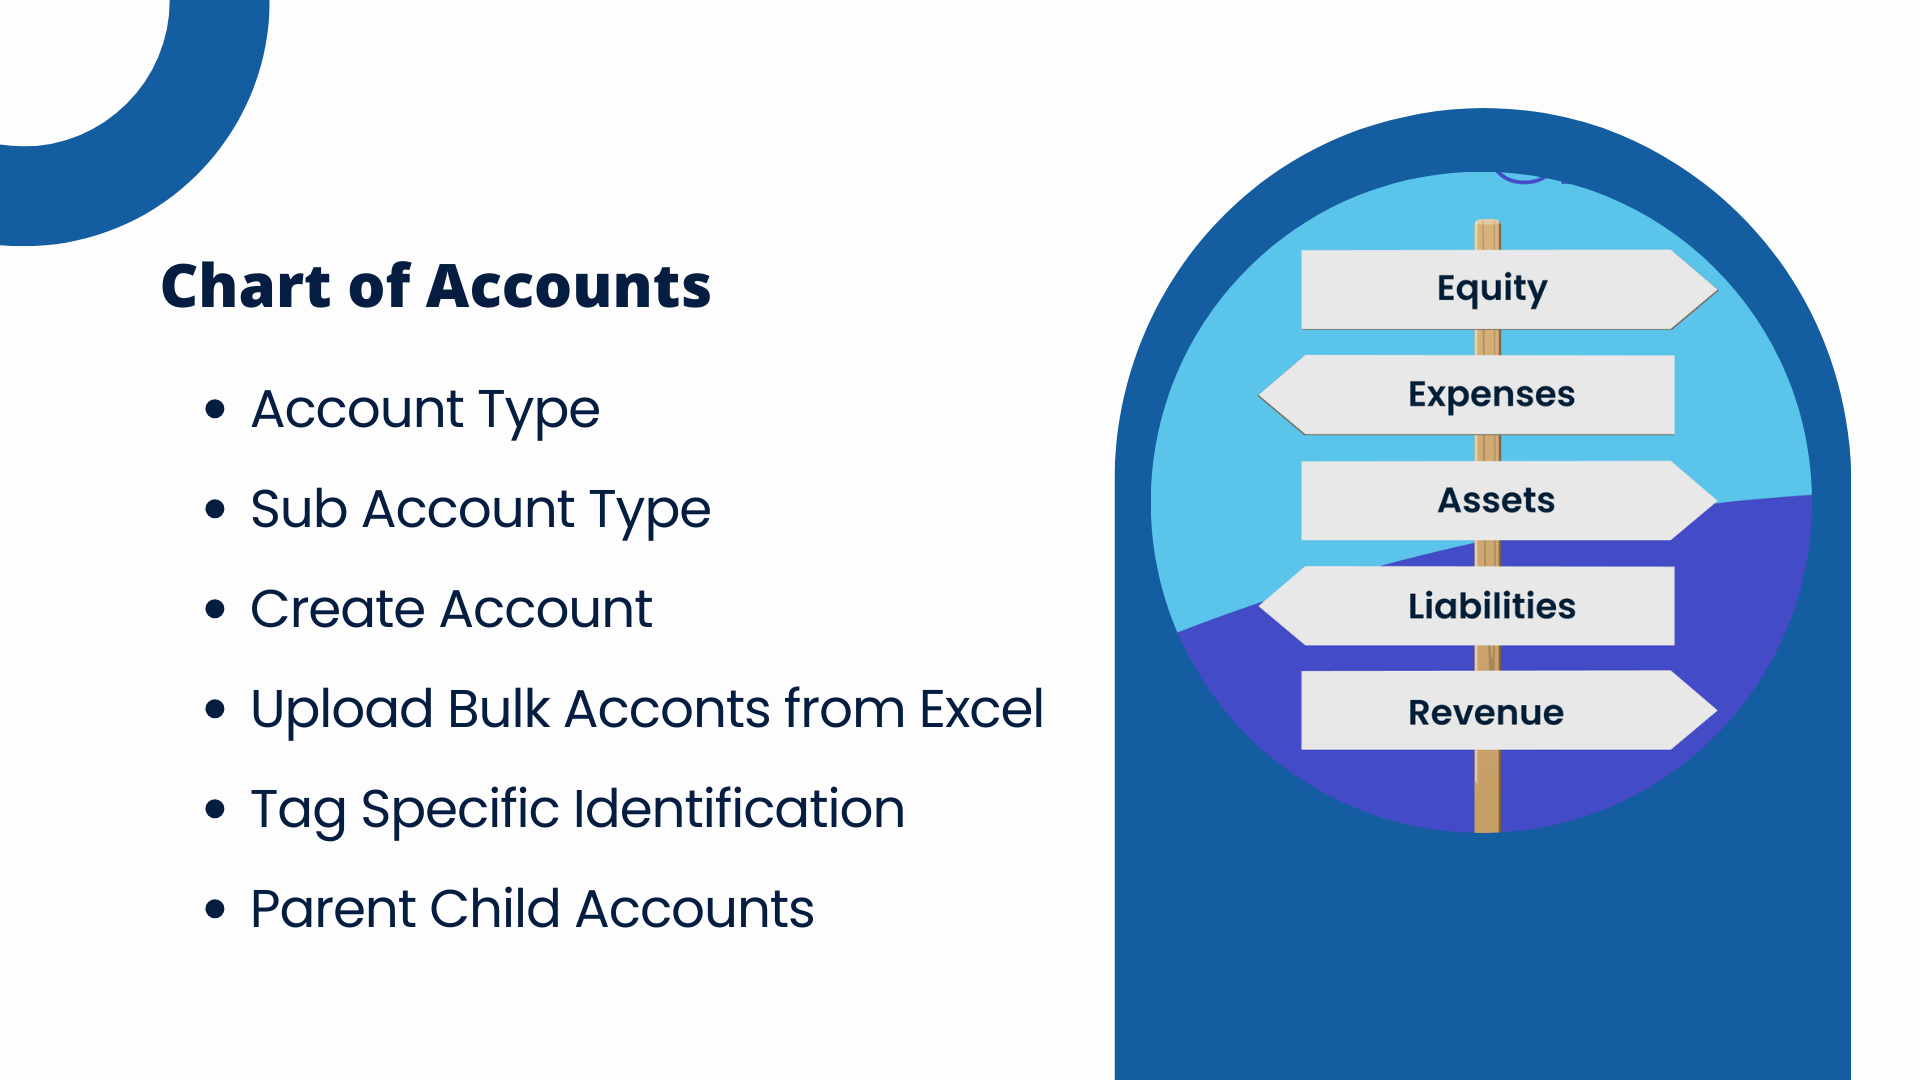 Chart of Accounts
Account Type
Sub Account Type
Create Account
Upload Bulk Acconts from Excel
Tag Specific Identification
Parent Child Accounts
Equity
Expenses
Assets
Liabilities
Revenue